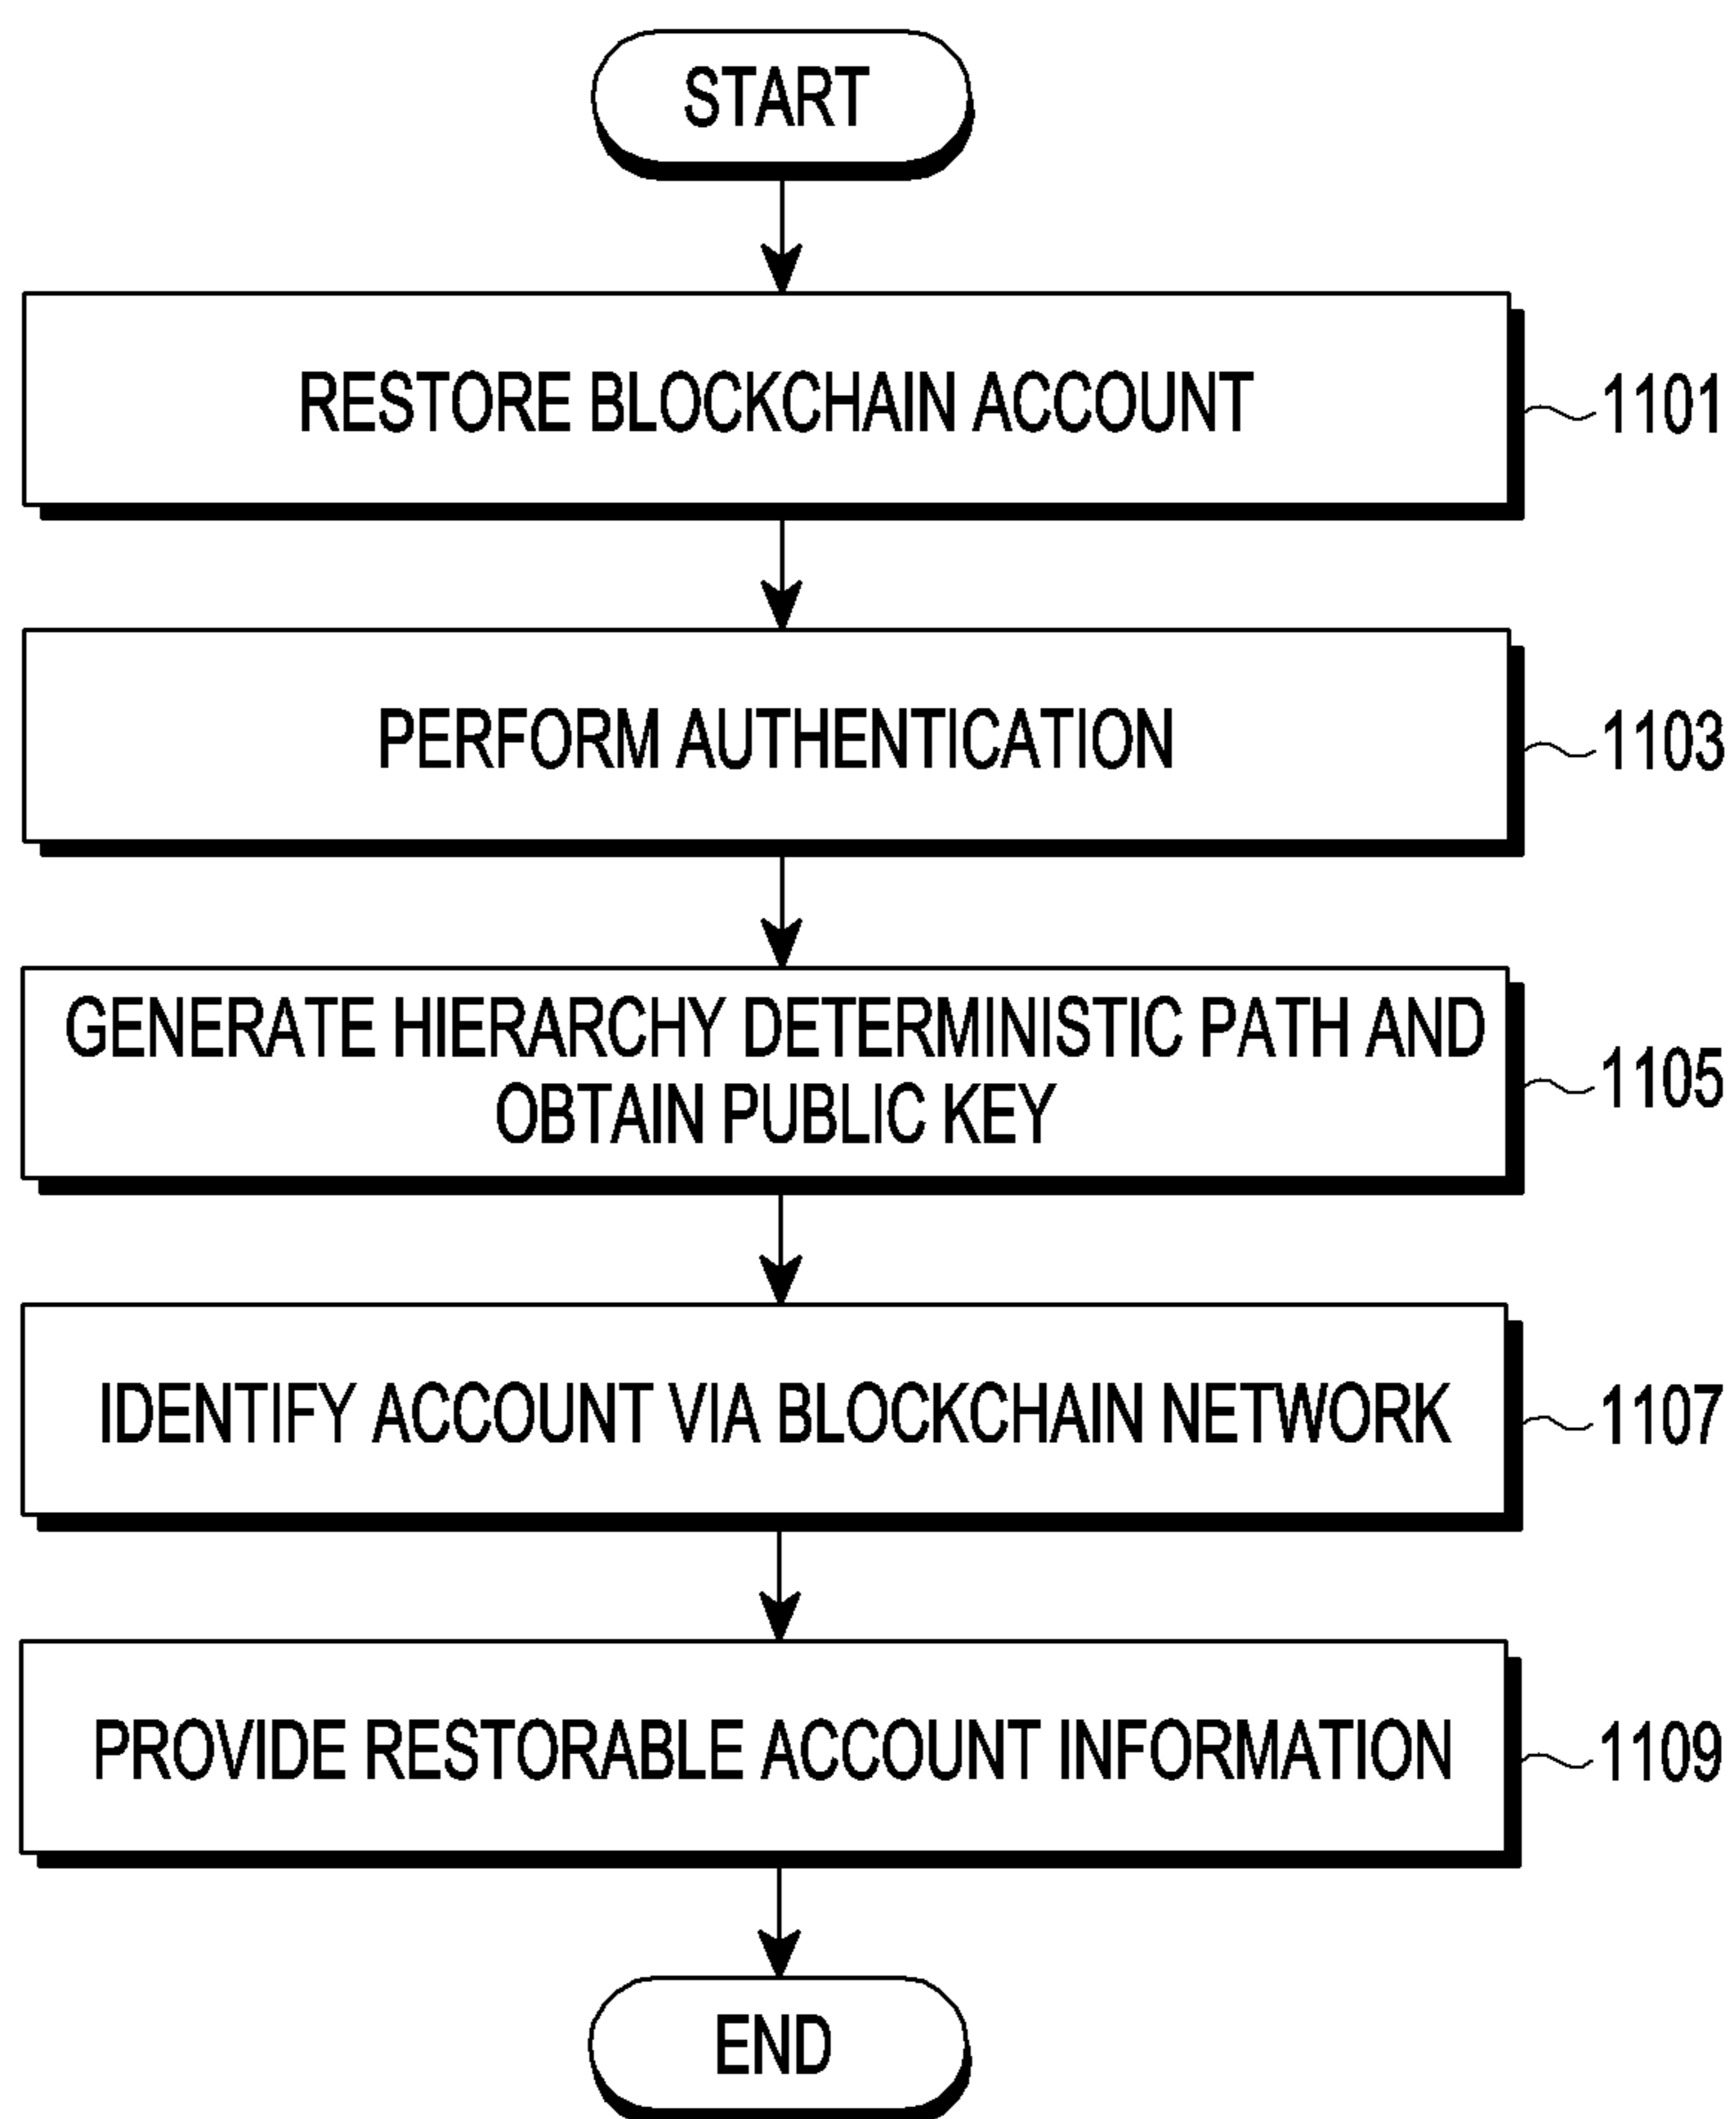 START
RESTORE BLOCKCHAIN ACCOUNT
1101
PERFORM AUTHENTICATION
1103
GENERATE HIERARCHY DETERMINISTIC PATH AND
OBTAIN PUBLIC KEY
1105
IDENTIFY ACCOUNT VIA BLOCKCHAIN NETWORK
1107
PROVIDE RESTORABLE ACCOUNT INFORMATION
1109
END